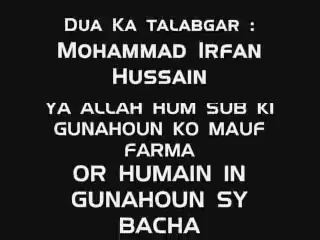 Dua Ka talabgar :
Mohammad Irfan
Hussain
YA ALLAH HUM SUB KI
GUNAHOUN KO MAUF
FARMA
OR HUMAIN IN
GUNAHOUN SY
BACHA